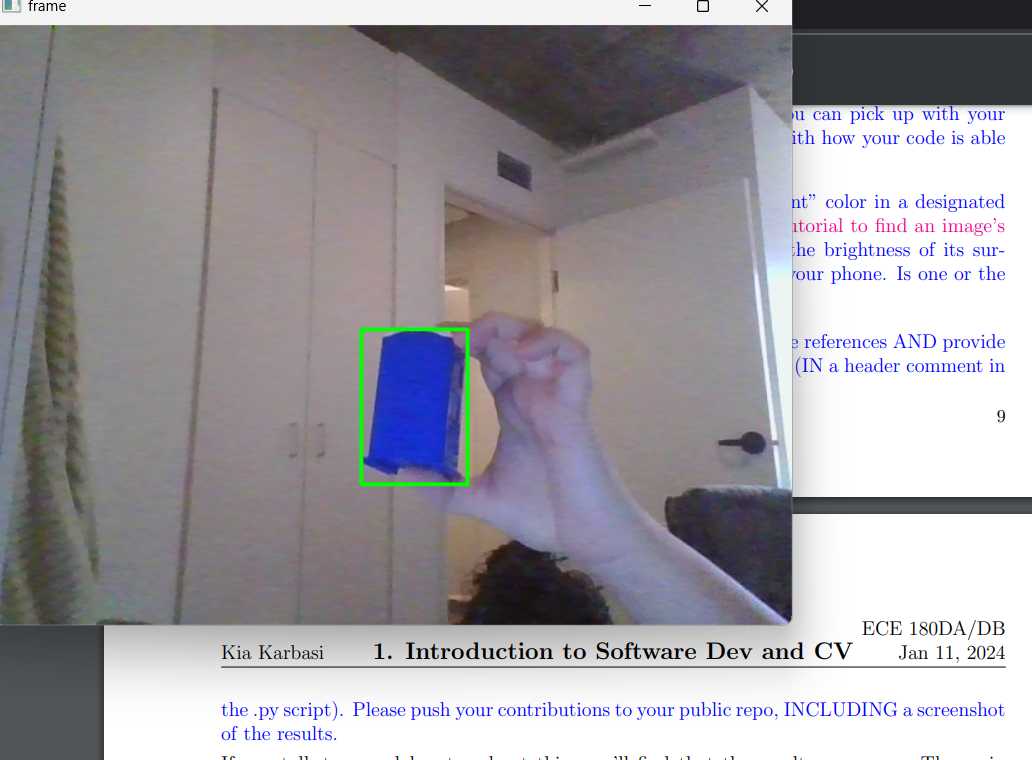 frame
ou can pick up with your
ith how your code is able
nt” color in a designated
utorial to find an image’s
the brightness of its sur-
your phone. Is one or the
e references AND provide
(IN a header comment in
9
ECE 180DA/DB
Kia Karbasi 1. Introduction to Software Dev and CV Jan 11, 2024
the .py script). Please push your contributions to your public repo, INCLUDING a screenshot
of the results.